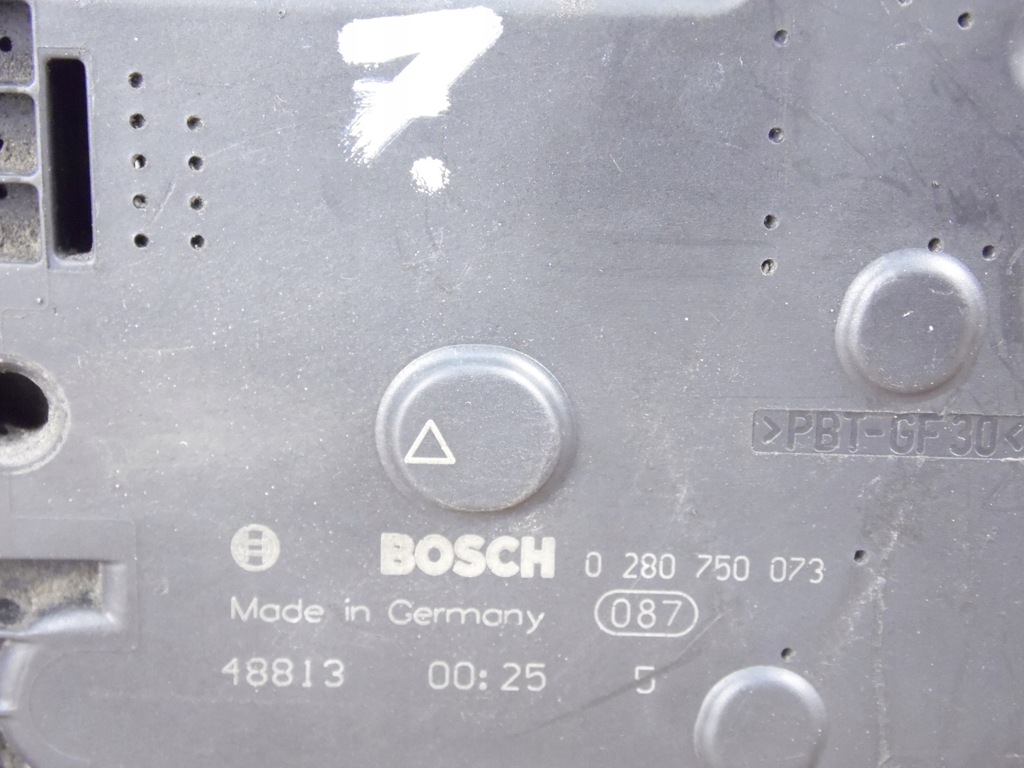 7.
>PBT-GF30<
BOSCH 0 280 750 073
Made in Germany 087
48813 00:25 5